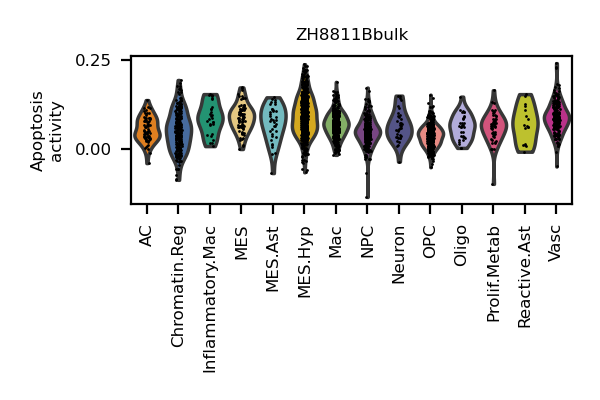 ZH8811Bbulk
Apoptosis
activity
0.25
0.00
AC
Chromatin.Reg
Inflammatory.Mac
MES
MES.Ast
MES.Hyp
Mac
NPC
Neuron
OPC
Oligo
Prolif.Metab
Reactive.Ast
Vasc